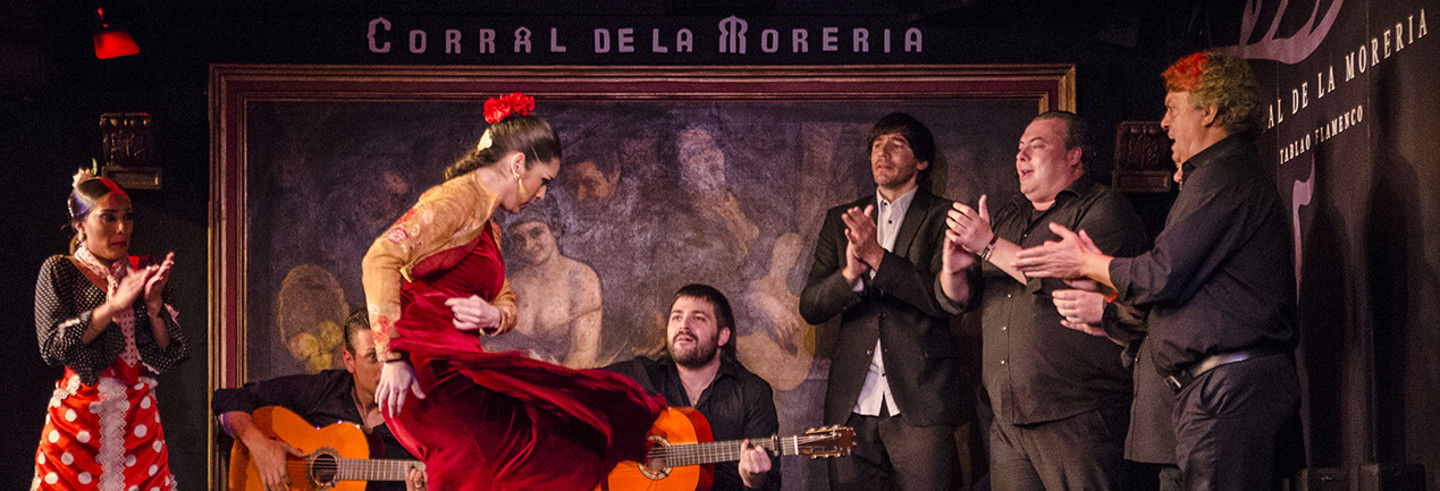 CORRAL DE LA MORERIA
AL DE LA MORERIA
TABLAO FLAMENCO